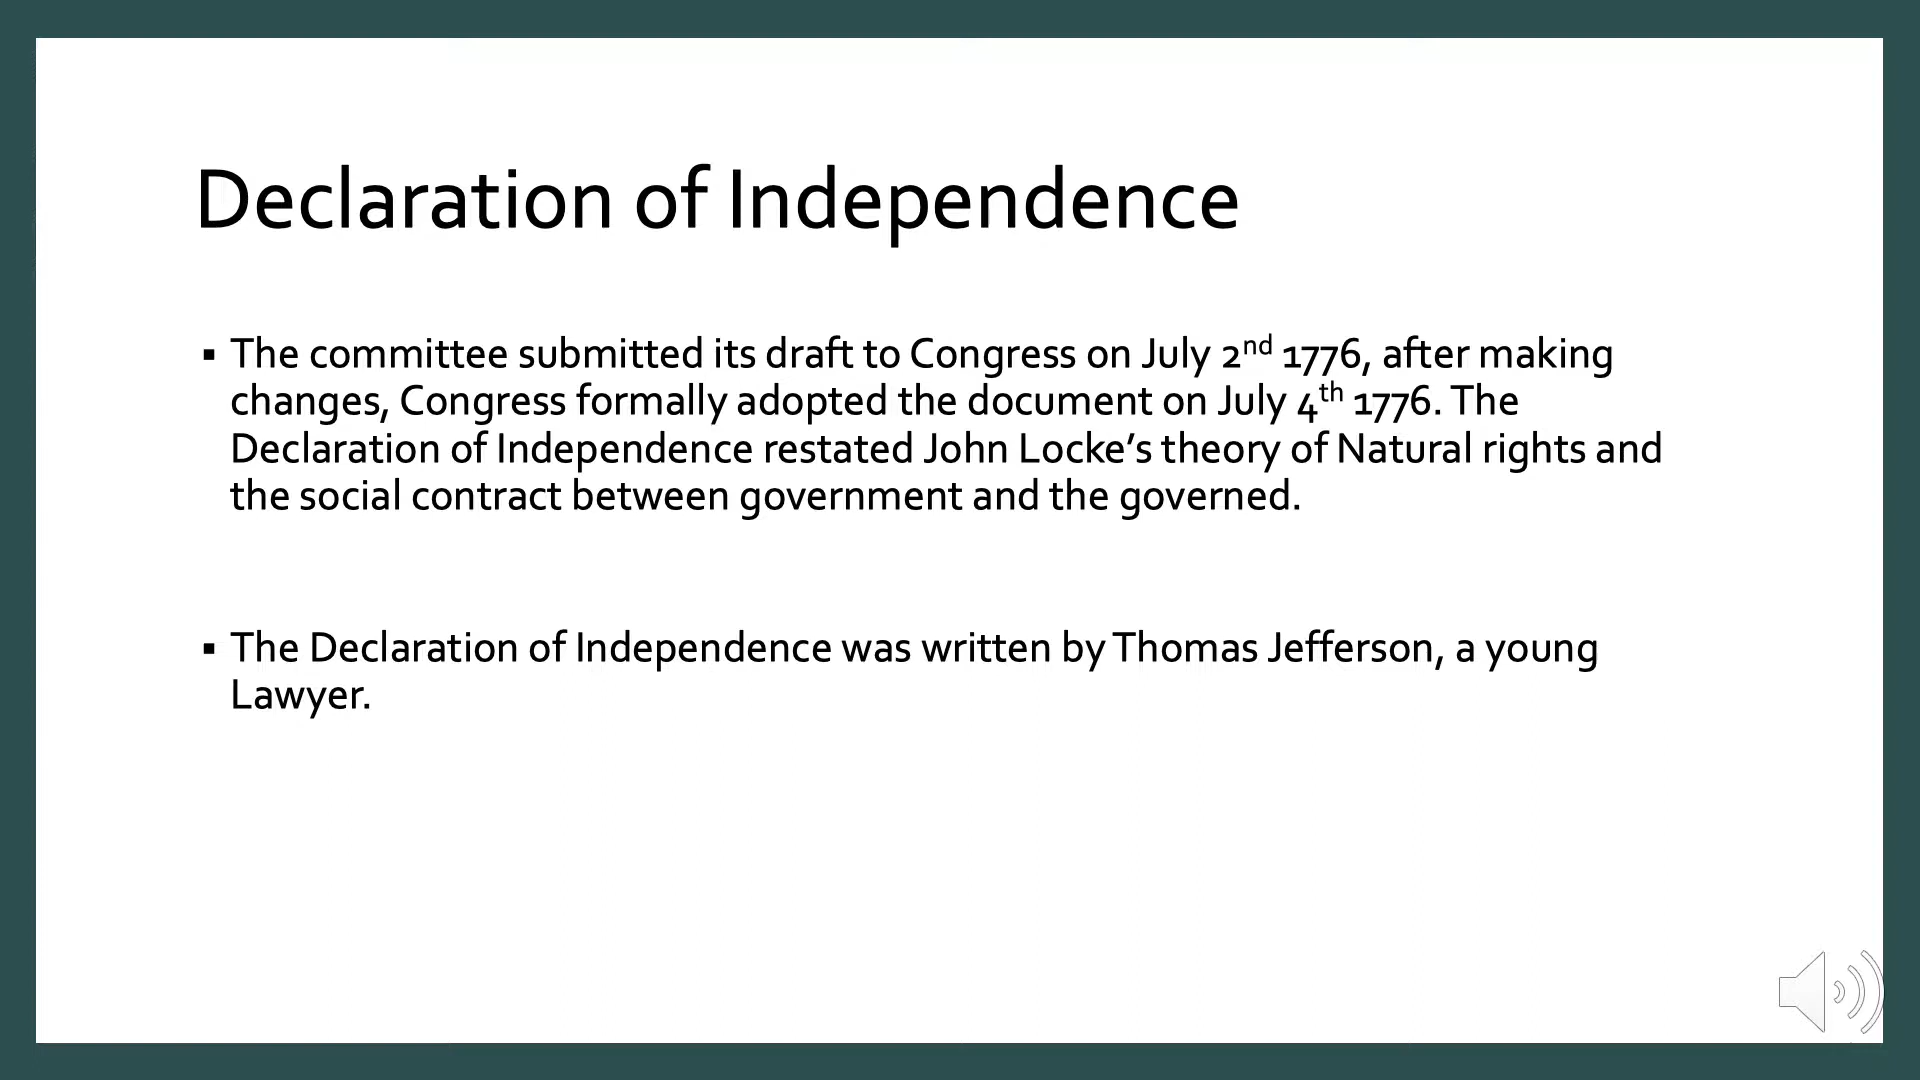 Declaration of Independence
▪ The committee submitted its draft to Congress on July 2nd 1776, after making
changes, Congress formally adopted the document on July 4th 1776. The
Declaration of Independence restated John Locke’s theory of Natural rights and
the social contract between government and the governed.
▪ The Declaration of Independence was written by Thomas Jefferson, a young
Lawyer.